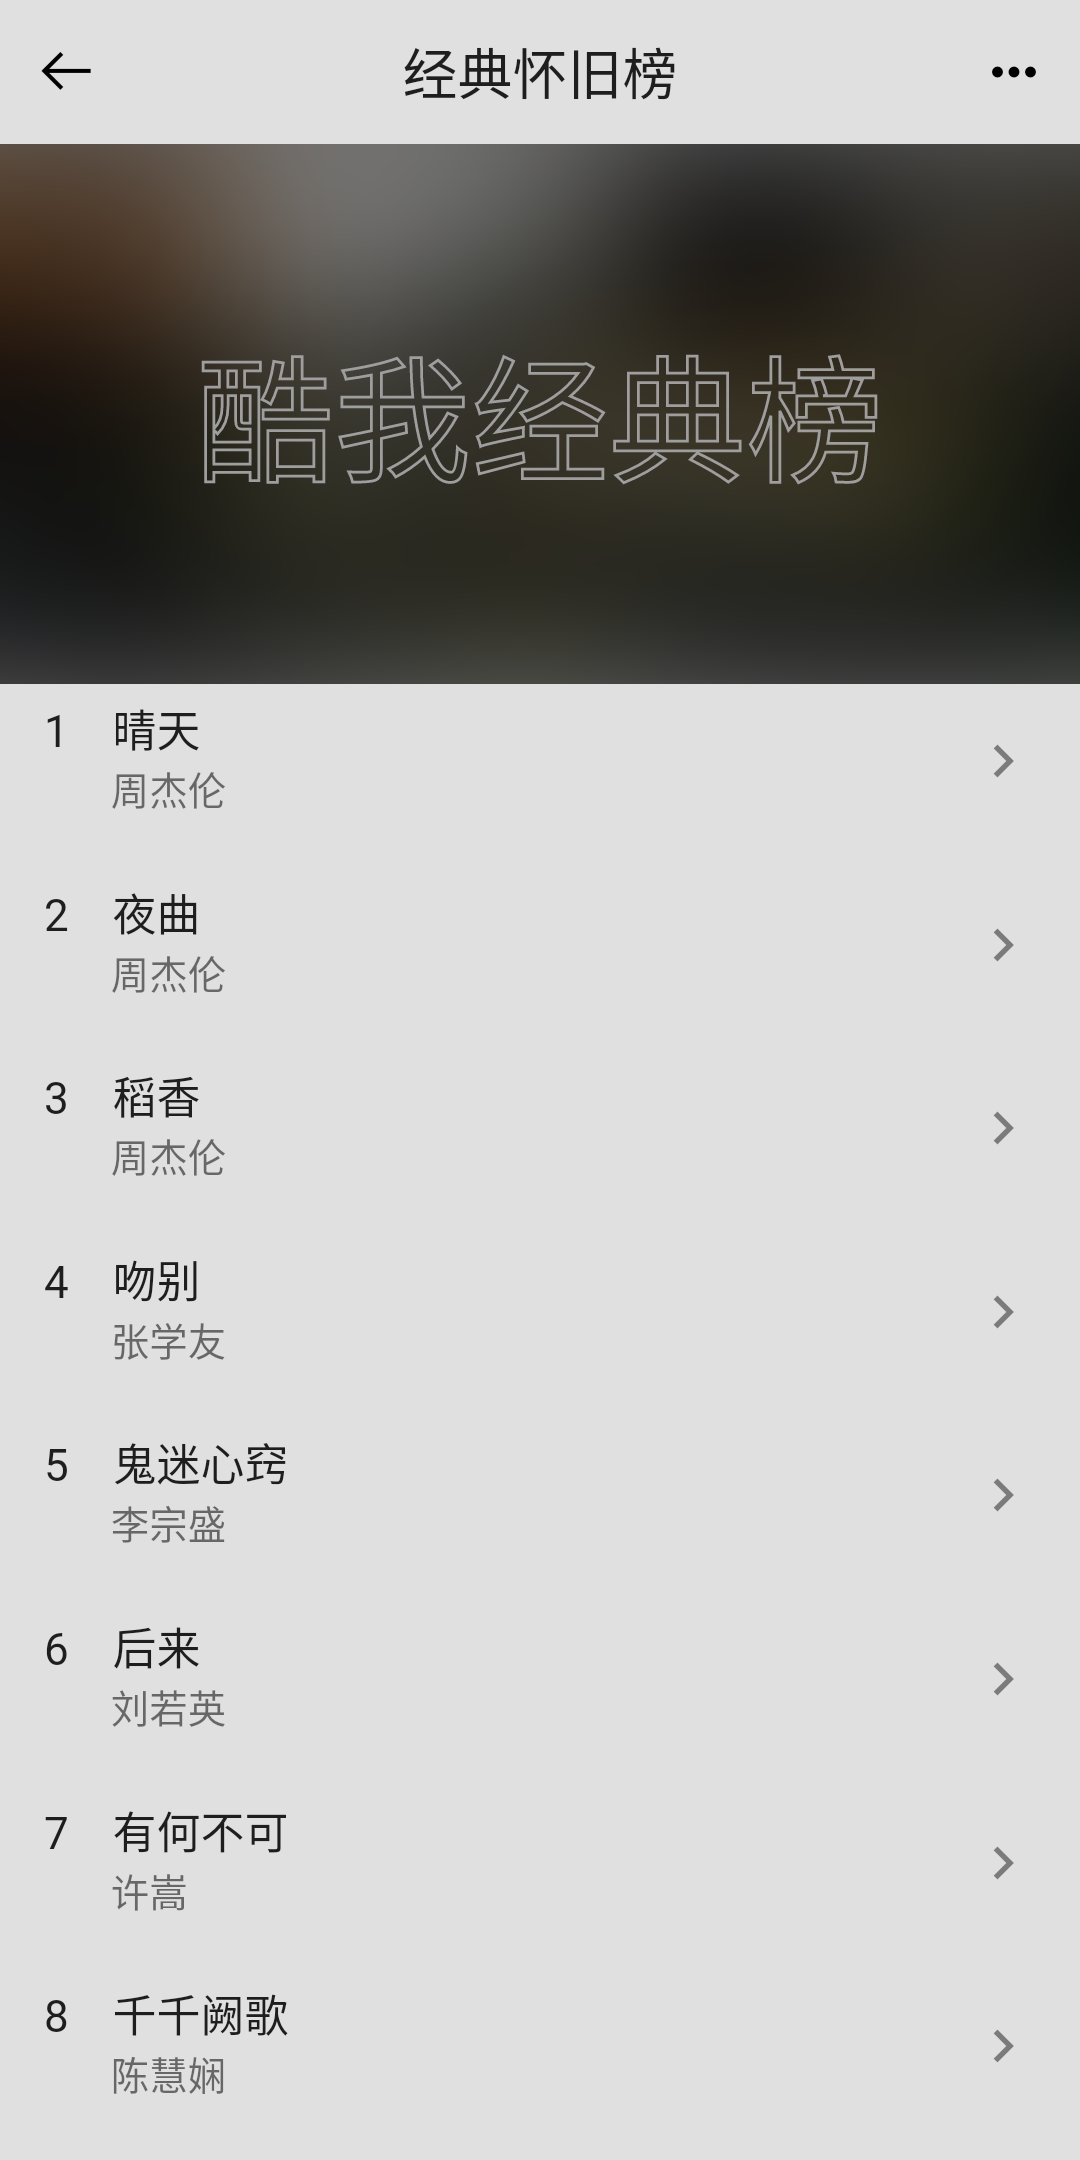 经典怀旧榜
酷我经典榜
1 晴天
周杰伦
2 夜曲
周杰伦
3 稻香
周杰伦
4 吻别
张学友
5 鬼迷心窍
李宗盛
6 后来
刘若英
7 有何不可
许嵩
8 千千阙歌
陈慧娴